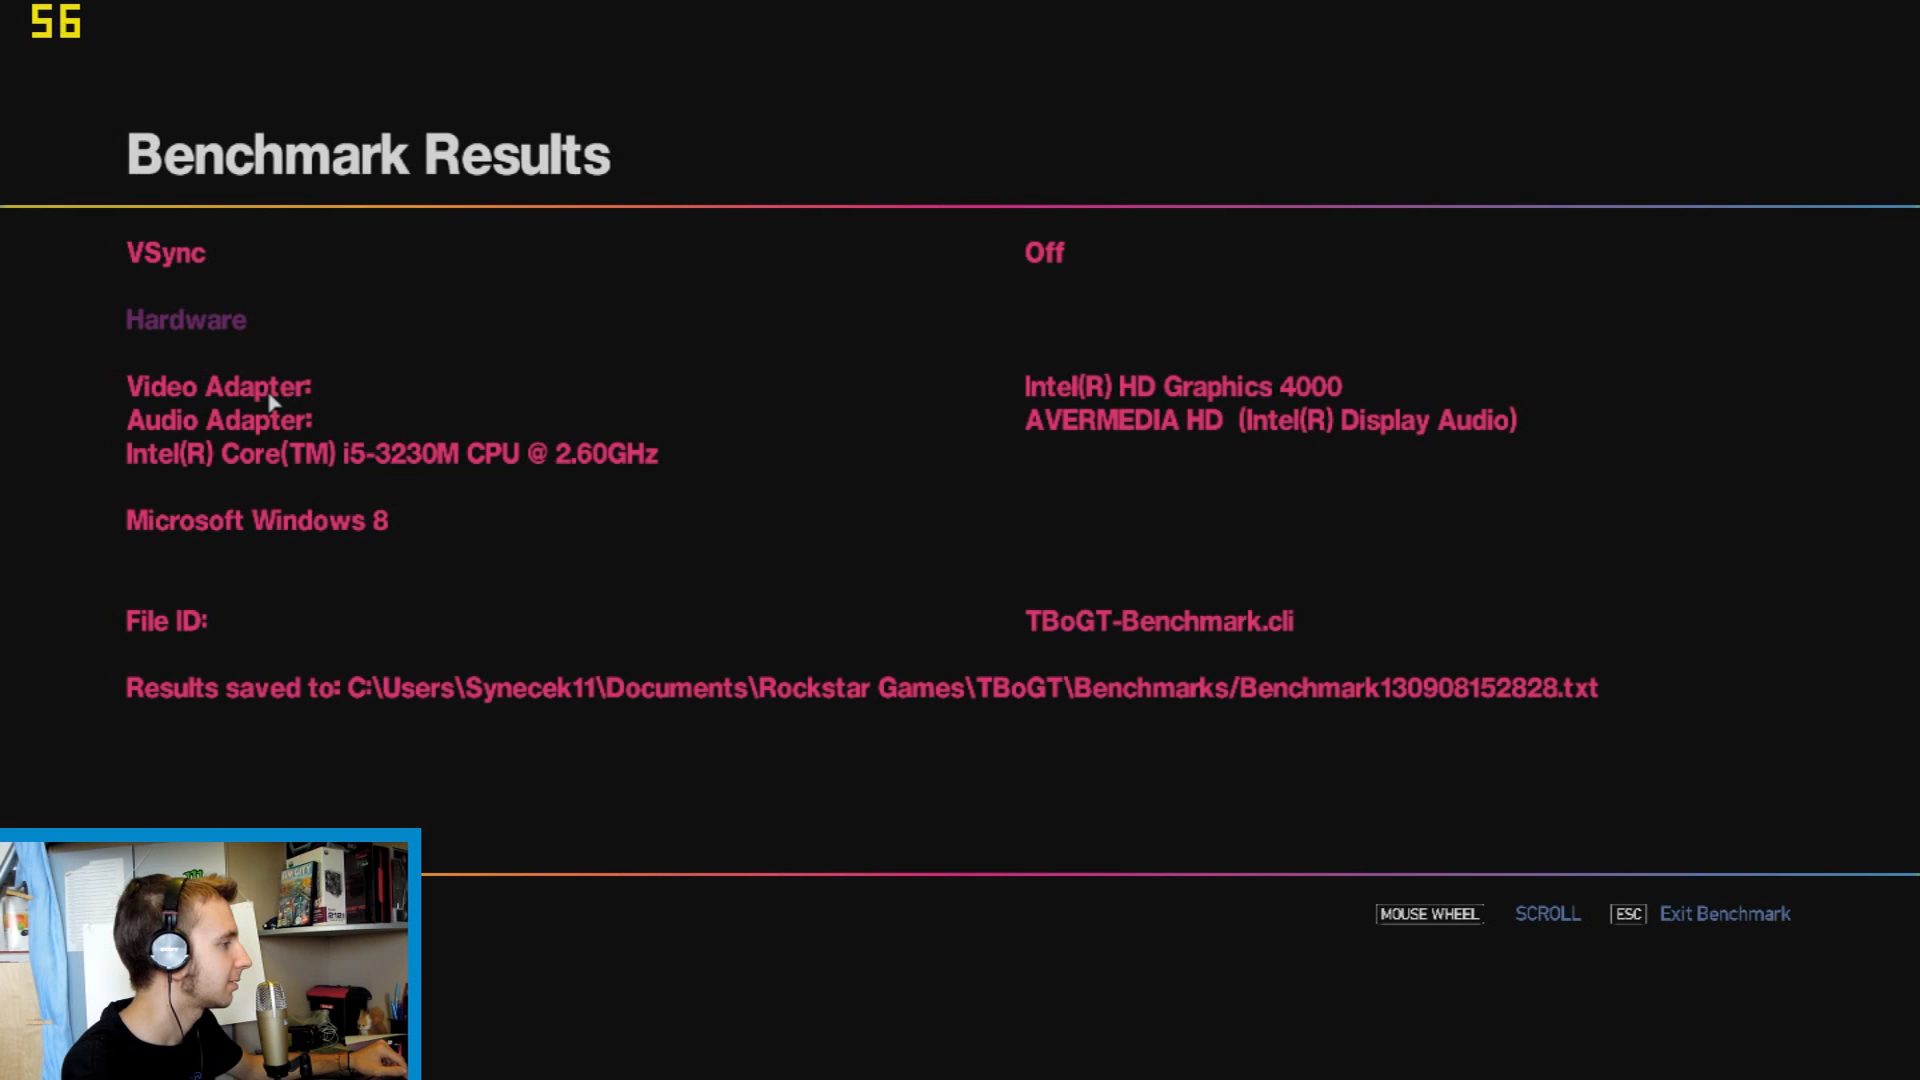 56
Benchmark Results
VSync Off
Hardware
Video Adapter: Intel(R) HD Graphics 4000
Audio Adapter: AVERMEDIA HD (Intel(R) Display Audio)
Intel(R) Core(TM) i5-3230M CPU @ 2.60GHz
Microsoft Windows 8
File ID: TBoGT-Benchmark.cli
Results saved to: C:\Users\Synecek11\Documents\Rockstar Games\TBoGT\Benchmarks/Benchmark130908152828.txt
MOUSE WHEEL SCROLL ESC Exit Benchmark